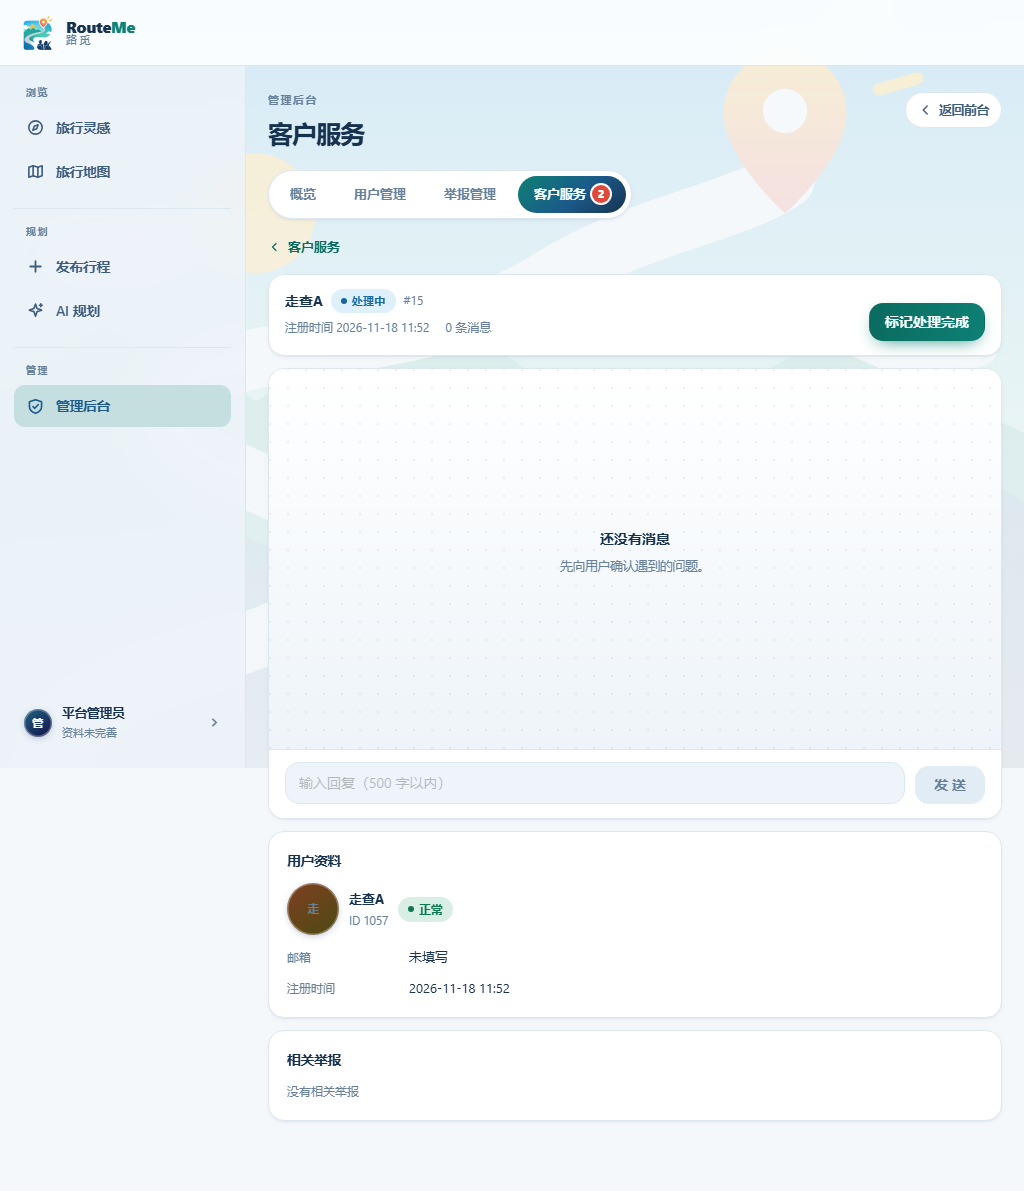 RouteMe
路觅
浏览
旅行灵感
旅行地图
规划
发布行程
AI 规划
管理
管理后台
管
平台管理员
资料未完善
管理后台
客户服务
返回前台
概览
用户管理
举报管理
客户服务 2
客户服务
走查A 处理中 #15
注册时间 2026-11-18 11:52 0 条消息
标记处理完成
还没有消息
先向用户确认遇到的问题。
输入回复（500 字以内）
发 送
用户资料
走
走查A
ID 1057
正常
邮箱 未填写
注册时间 2026-11-18 11:52
相关举报
没有相关举报